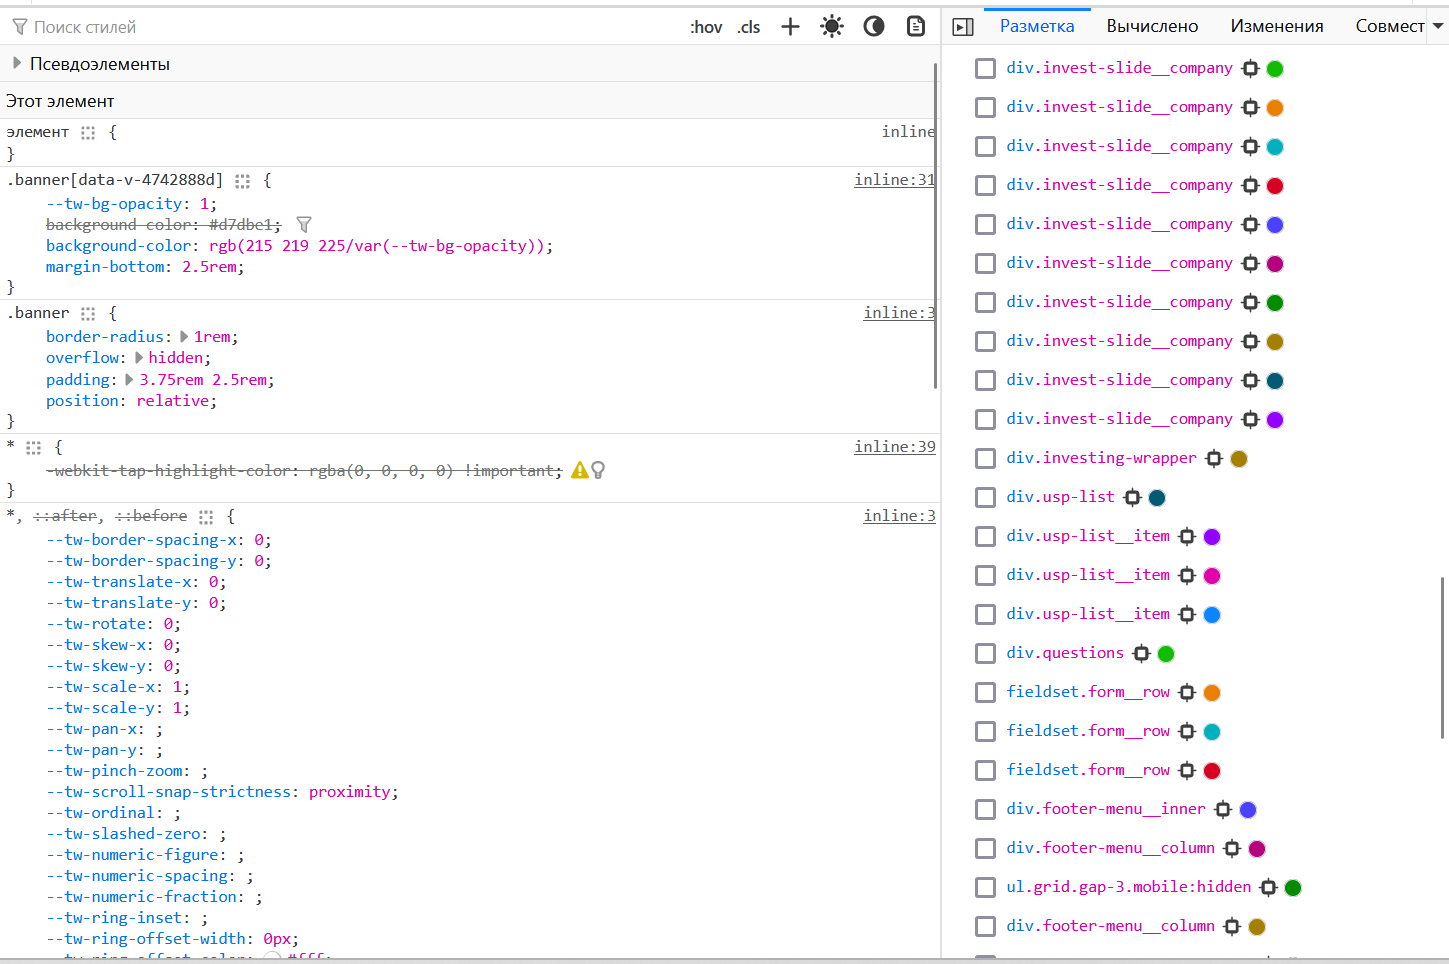 Поиск стилей
:hov .cls
Псевдоэлементы
Этот элемент
элемент {
inline
}
.banner[data-v-4742888d] {
inline:31
--tw-bg-opacity: 1;
background-color: #d7dbe1;
background-color: rgb(215 219 225/var(--tw-bg-opacity));
margin-bottom: 2.5rem;
}
.banner {
inline:3
border-radius: 1rem;
overflow: hidden;
padding: 3.75rem 2.5rem;
position: relative;
}
* {
inline:39
-webkit-tap-highlight-color: rgba(0, 0, 0, 0) !important;
}
*, ::after, ::before {
inline:3
--tw-border-spacing-x: 0;
--tw-border-spacing-y: 0;
--tw-translate-x: 0;
--tw-translate-y: 0;
--tw-rotate: 0;
--tw-skew-x: 0;
--tw-skew-y: 0;
--tw-scale-x: 1;
--tw-scale-y: 1;
--tw-pan-x: ;
--tw-pan-y: ;
--tw-pinch-zoom: ;
--tw-scroll-snap-strictness: proximity;
--tw-ordinal: ;
--tw-slashed-zero: ;
--tw-numeric-figure: ;
--tw-numeric-spacing: ;
--tw-numeric-fraction: ;
--tw-ring-inset: ;
--tw-ring-offset-width: 0px;
--tw-ring-offset-color: #fff;
Разметка Вычислено Изменения Совмест
div.invest-slide__company
div.invest-slide__company
div.invest-slide__company
div.invest-slide__company
div.invest-slide__company
div.invest-slide__company
div.invest-slide__company
div.invest-slide__company
div.invest-slide__company
div.invest-slide__company
div.investing-wrapper
div.usp-list
div.usp-list__item
div.usp-list__item
div.usp-list__item
div.questions
fieldset.form__row
fieldset.form__row
fieldset.form__row
div.footer-menu__inner
div.footer-menu__column
ul.grid.gap-3.mobile:hidden
div.footer-menu__column